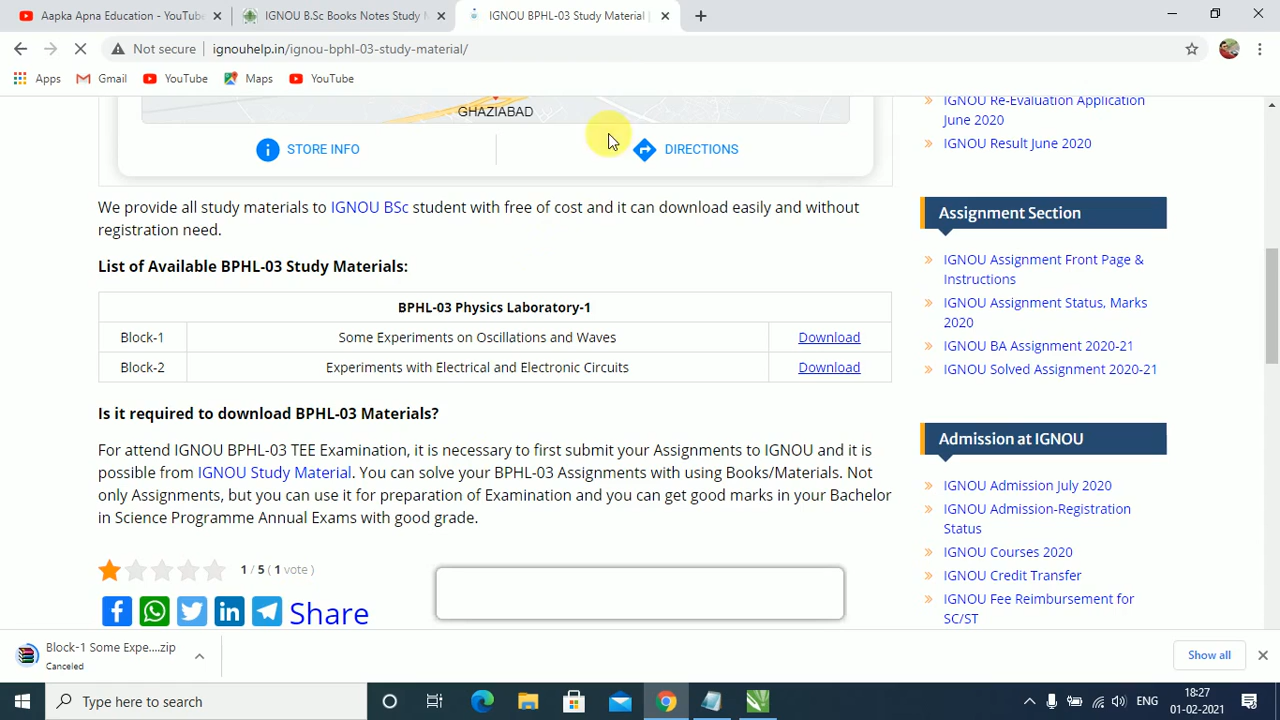 Aapka Apna Education - YouTube
IGNOU B.Sc Books Notes Study M
IGNOU BPHL-03 Study Material |
Not secure
ignouhelp.in/ignou-bphl-03-study-material/
Apps
Gmail
YouTube
Maps
YouTube
GHAZIABAD
STORE INFO
DIRECTIONS
We provide all study materials to IGNOU BSc student with free of cost and it can download easily and without
registration need.
List of Available BPHL-03 Study Materials:
BPHL-03 Physics Laboratory-1
Block-1 Some Experiments on Oscillations and Waves Download
Block-2 Experiments with Electrical and Electronic Circuits Download
Is it required to download BPHL-03 Materials?
For attend IGNOU BPHL-03 TEE Examination, it is necessary to first submit your Assignments to IGNOU and it is
possible from IGNOU Study Material. You can solve your BPHL-03 Assignments with using Books/Materials. Not
only Assignments, but you can use it for preparation of Examination and you can get good marks in your Bachelor
in Science Programme Annual Exams with good grade.
1 / 5 ( 1 vote )
Share
IGNOU Re-Evaluation Application
June 2020
IGNOU Result June 2020
Assignment Section
IGNOU Assignment Front Page &
Instructions
IGNOU Assignment Status, Marks
2020
IGNOU BA Assignment 2020-21
IGNOU Solved Assignment 2020-21
Admission at IGNOU
IGNOU Admission July 2020
IGNOU Admission-Registration
Status
IGNOU Courses 2020
IGNOU Credit Transfer
IGNOU Fee Reimbursement for
SC/ST
Block-1 Some Expe....zip
Canceled
Show all
Type here to search
ENG
18:27
01-02-2021